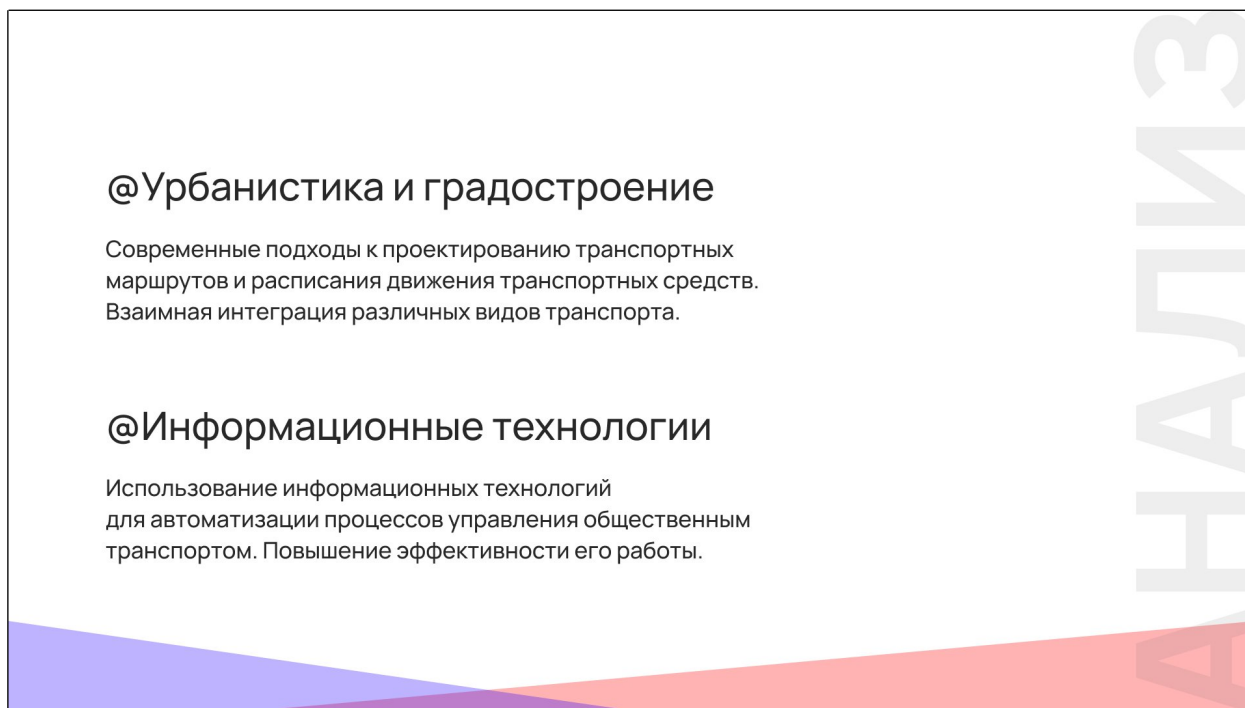 @Урбанистика и градостроение
Современные подходы к проектированию транспортных
маршрутов и расписания движения транспортных средств.
Взаимная интеграция различных видов транспорта.
@Информационные технологии
Использование информационных технологий
для автоматизации процессов управления общественным
транспортом. Повышение эффективности его работы.
АНАЛИЗ